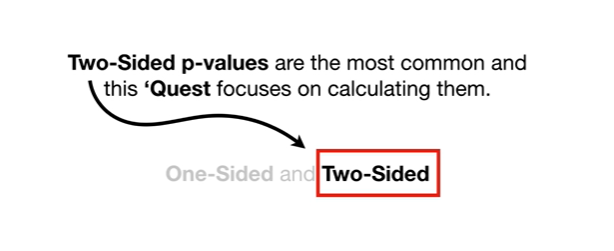 Two-Sided p-values are the most common and
this ‘Quest focuses on calculating them.
One-Sided and Two-Sided